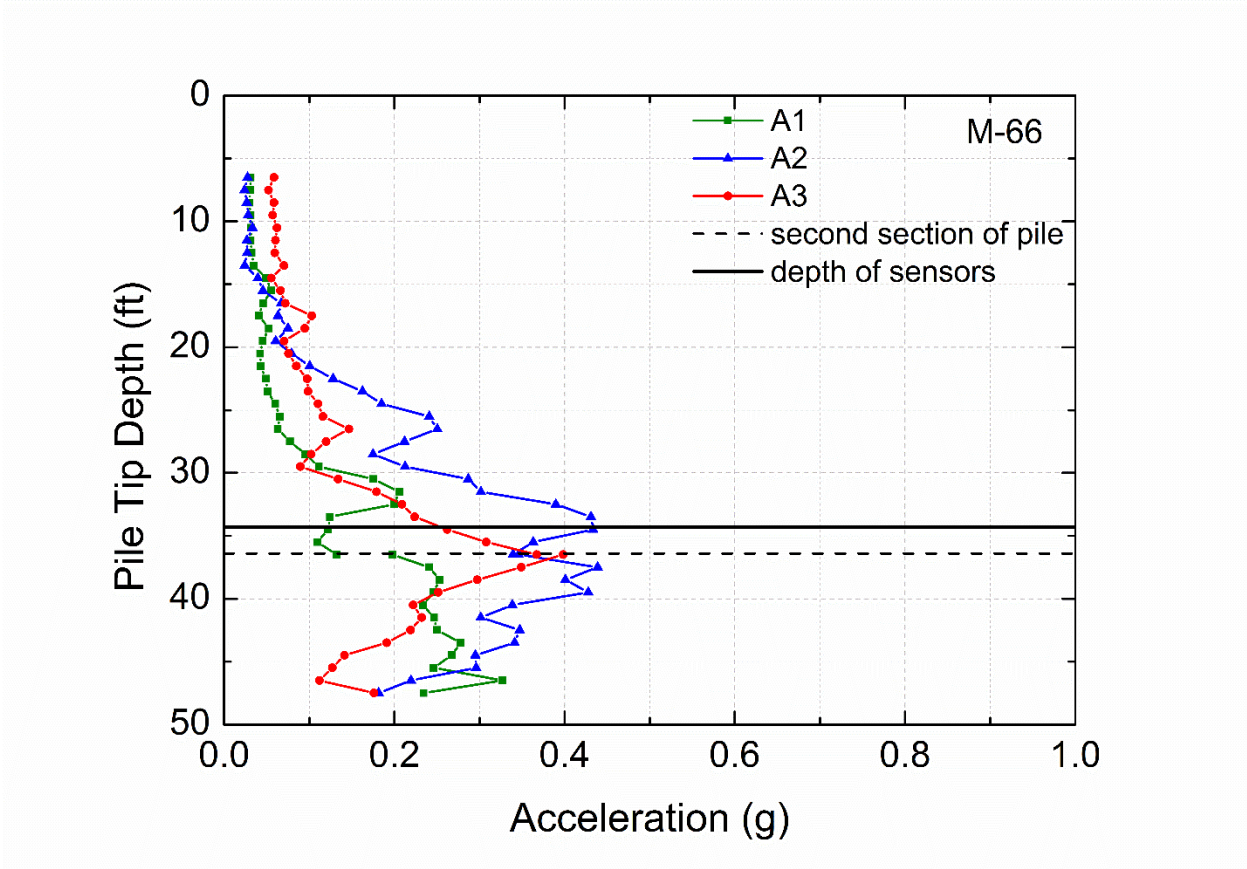 0
10
20
30
40
50
Pile Tip Depth (ft)
A1
A2
A3
second section of pile
depth of sensors
M-66
0.0 0.2 0.4 0.6 0.8 1.0
Acceleration (g)